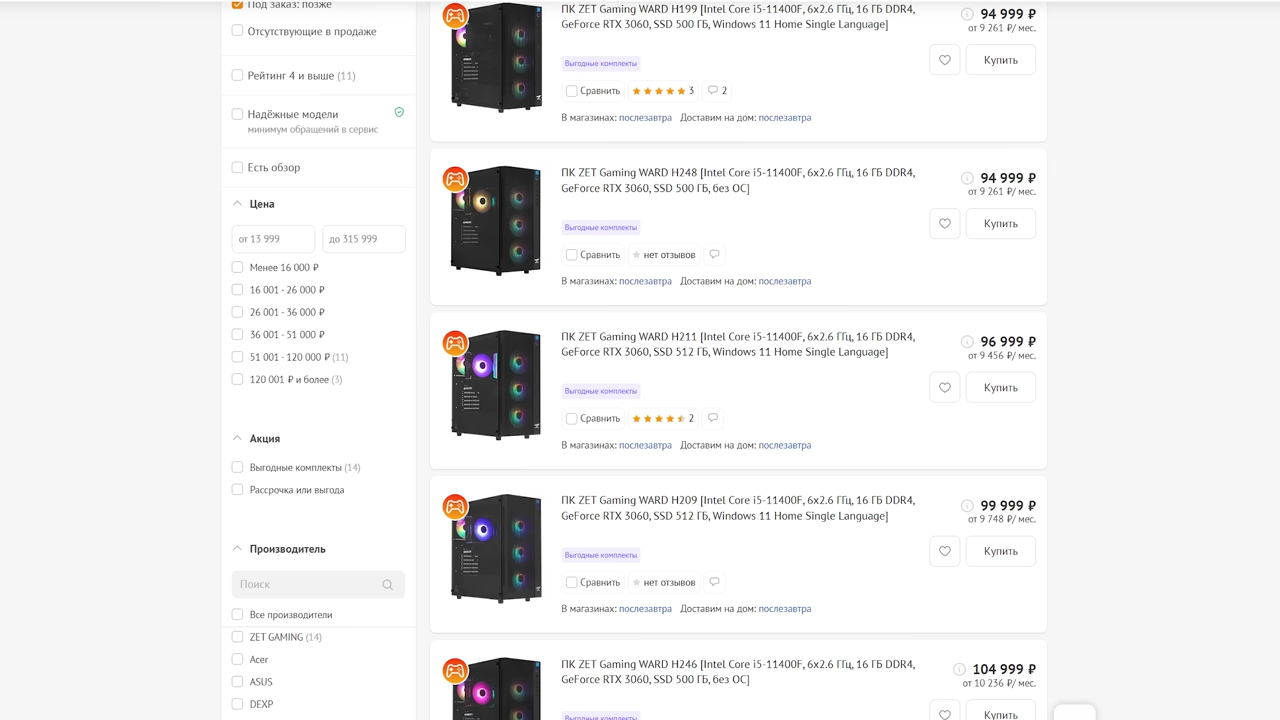 Под заказ: позже
Отсутствующие в продаже
Рейтинг 4 и выше (11)
Надёжные модели
минимум обращений в сервис
Есть обзор
Цена
от 13 999
до 315 999
Менее 16 000 ₽
16 001 - 26 000 ₽
26 001 - 36 000 ₽
36 001 - 51 000 ₽
51 001 - 120 000 ₽ (11)
120 001 ₽ и более (3)
Акция
Выгодные комплекты (14)
Рассрочка или выгода
Производитель
Поиск
Все производители
ZET GAMING (14)
Acer
ASUS
DEXP
ПК ZET Gaming WARD H199 [Intel Core i5-11400F, 6x2.6 ГГц, 16 ГБ DDR4,
GeForce RTX 3060, SSD 500 ГБ, Windows 11 Home Single Language]
94 999 ₽
от 9 261 ₽/ мес.
Купить
Выгодные комплекты
Сравнить 3 2
В магазинах: послезавтра Доставим на дом: послезавтра
ПК ZET Gaming WARD H248 [Intel Core i5-11400F, 6x2.6 ГГц, 16 ГБ DDR4,
GeForce RTX 3060, SSD 500 ГБ, без ОС]
94 999 ₽
от 9 261 ₽/ мес.
Купить
Выгодные комплекты
Сравнить нет отзывов
В магазинах: послезавтра Доставим на дом: послезавтра
ПК ZET Gaming WARD H211 [Intel Core i5-11400F, 6x2.6 ГГц, 16 ГБ DDR4,
GeForce RTX 3060, SSD 512 ГБ, Windows 11 Home Single Language]
96 999 ₽
от 9 456 ₽/ мес.
Купить
Выгодные комплекты
Сравнить 2
В магазинах: послезавтра Доставим на дом: послезавтра
ПК ZET Gaming WARD H209 [Intel Core i5-11400F, 6x2.6 ГГц, 16 ГБ DDR4,
GeForce RTX 3060, SSD 512 ГБ, Windows 11 Home Single Language]
99 999 ₽
от 9 748 ₽/ мес.
Купить
Выгодные комплекты
Сравнить нет отзывов
В магазинах: послезавтра Доставим на дом: послезавтра
ПК ZET Gaming WARD H246 [Intel Core i5-11400F, 6x2.6 ГГц, 16 ГБ DDR4,
GeForce RTX 3060, SSD 500 ГБ, без ОС]
104 999 ₽
от 10 236 ₽/ мес.
Купить
Выгодные комплекты